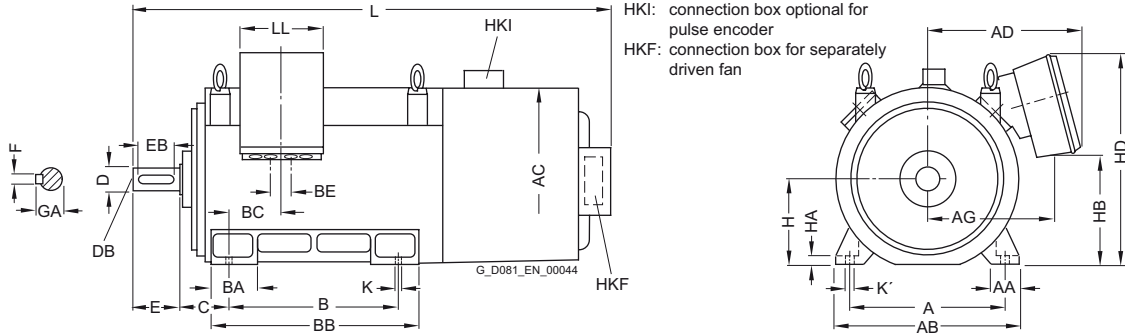 L
LL
HKI
HKI: connection box optional for
pulse encoder
HKF: connection box for separately
driven fan
AD
F
EB
D
GA
DB
BC
BE
AC
G_D081_EN_00044
HKF
E
C
BA
B
K
BB
H
HA
AG
HB
HD
K´
A
AA
AB